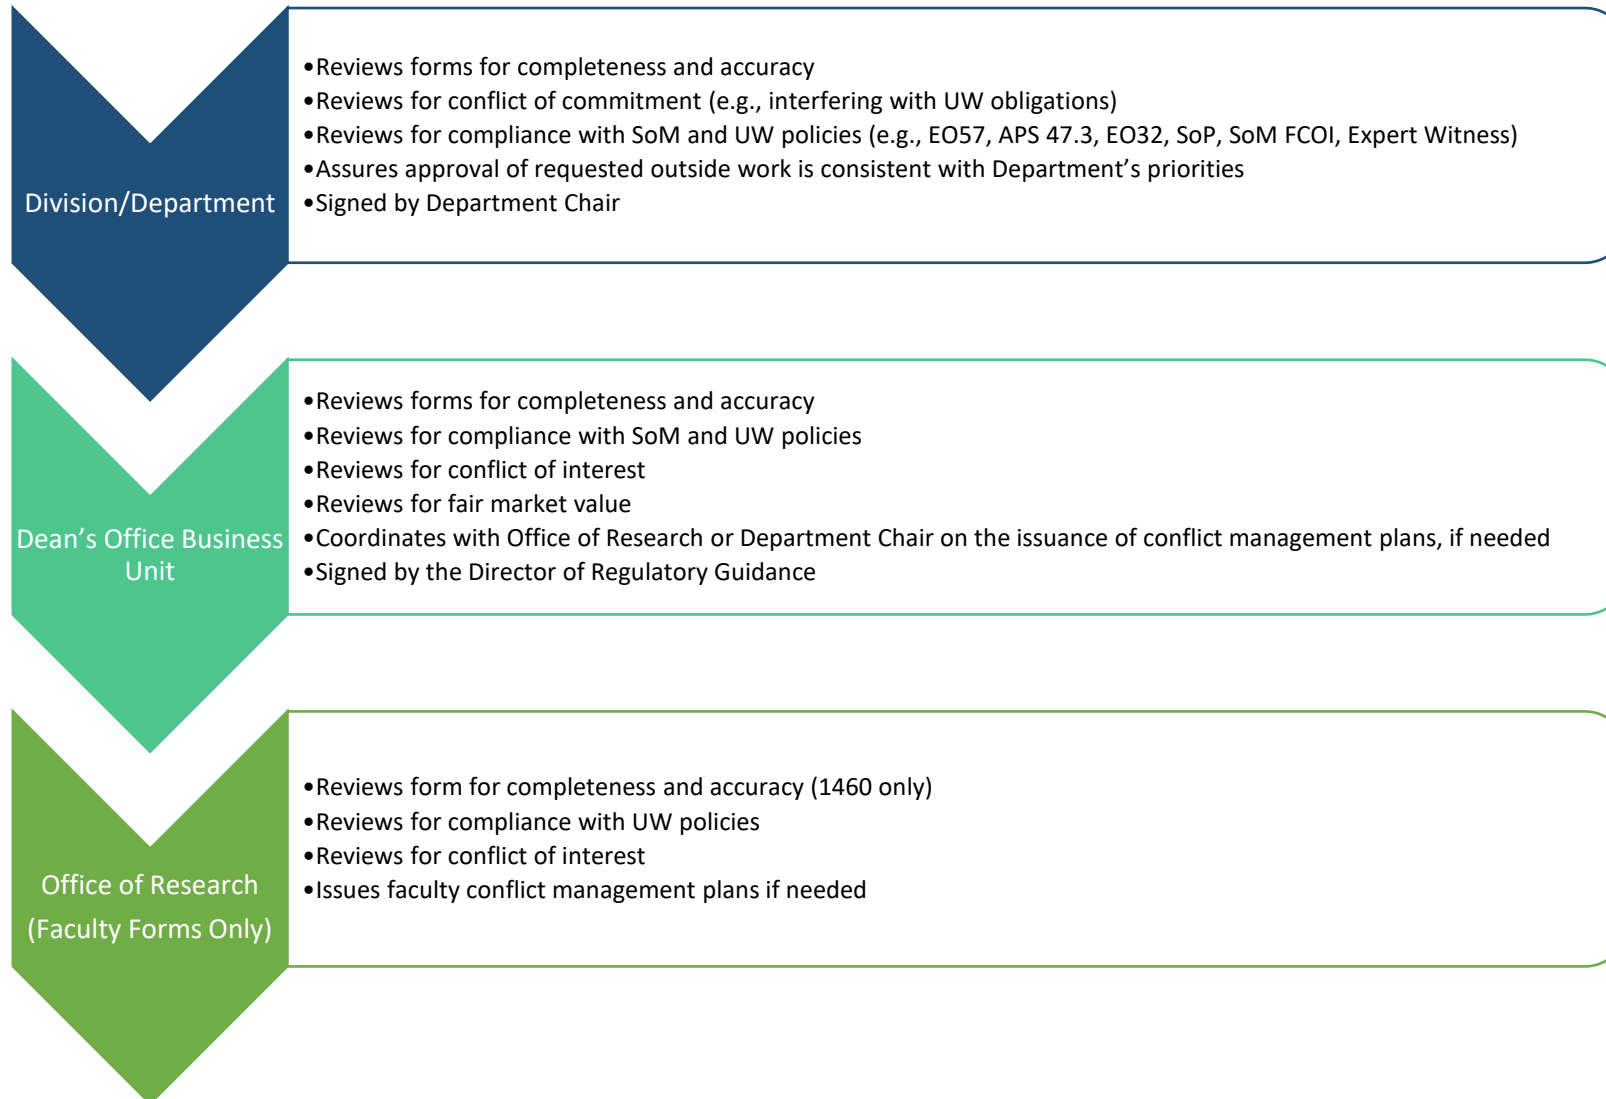 Division/Department
•Reviews forms for completeness and accuracy
•Reviews for conflict of commitment (e.g., interfering with UW obligations)
•Reviews for compliance with SoM and UW policies (e.g., EO57, APS 47.3, EO32, SoP, SoM FCOI, Expert Witness)
•Assures approval of requested outside work is consistent with Department’s priorities
•Signed by Department Chair
Dean’s Office Business
Unit
•Reviews forms for completeness and accuracy
•Reviews for compliance with SoM and UW policies
•Reviews for conflict of interest
•Reviews for fair market value
•Coordinates with Office of Research or Department Chair on the issuance of conflict management plans, if needed
•Signed by the Director of Regulatory Guidance
Office of Research
(Faculty Forms Only)
•Reviews form for completeness and accuracy (1460 only)
•Reviews for compliance with UW policies
•Reviews for conflict of interest
•Issues faculty conflict management plans if needed